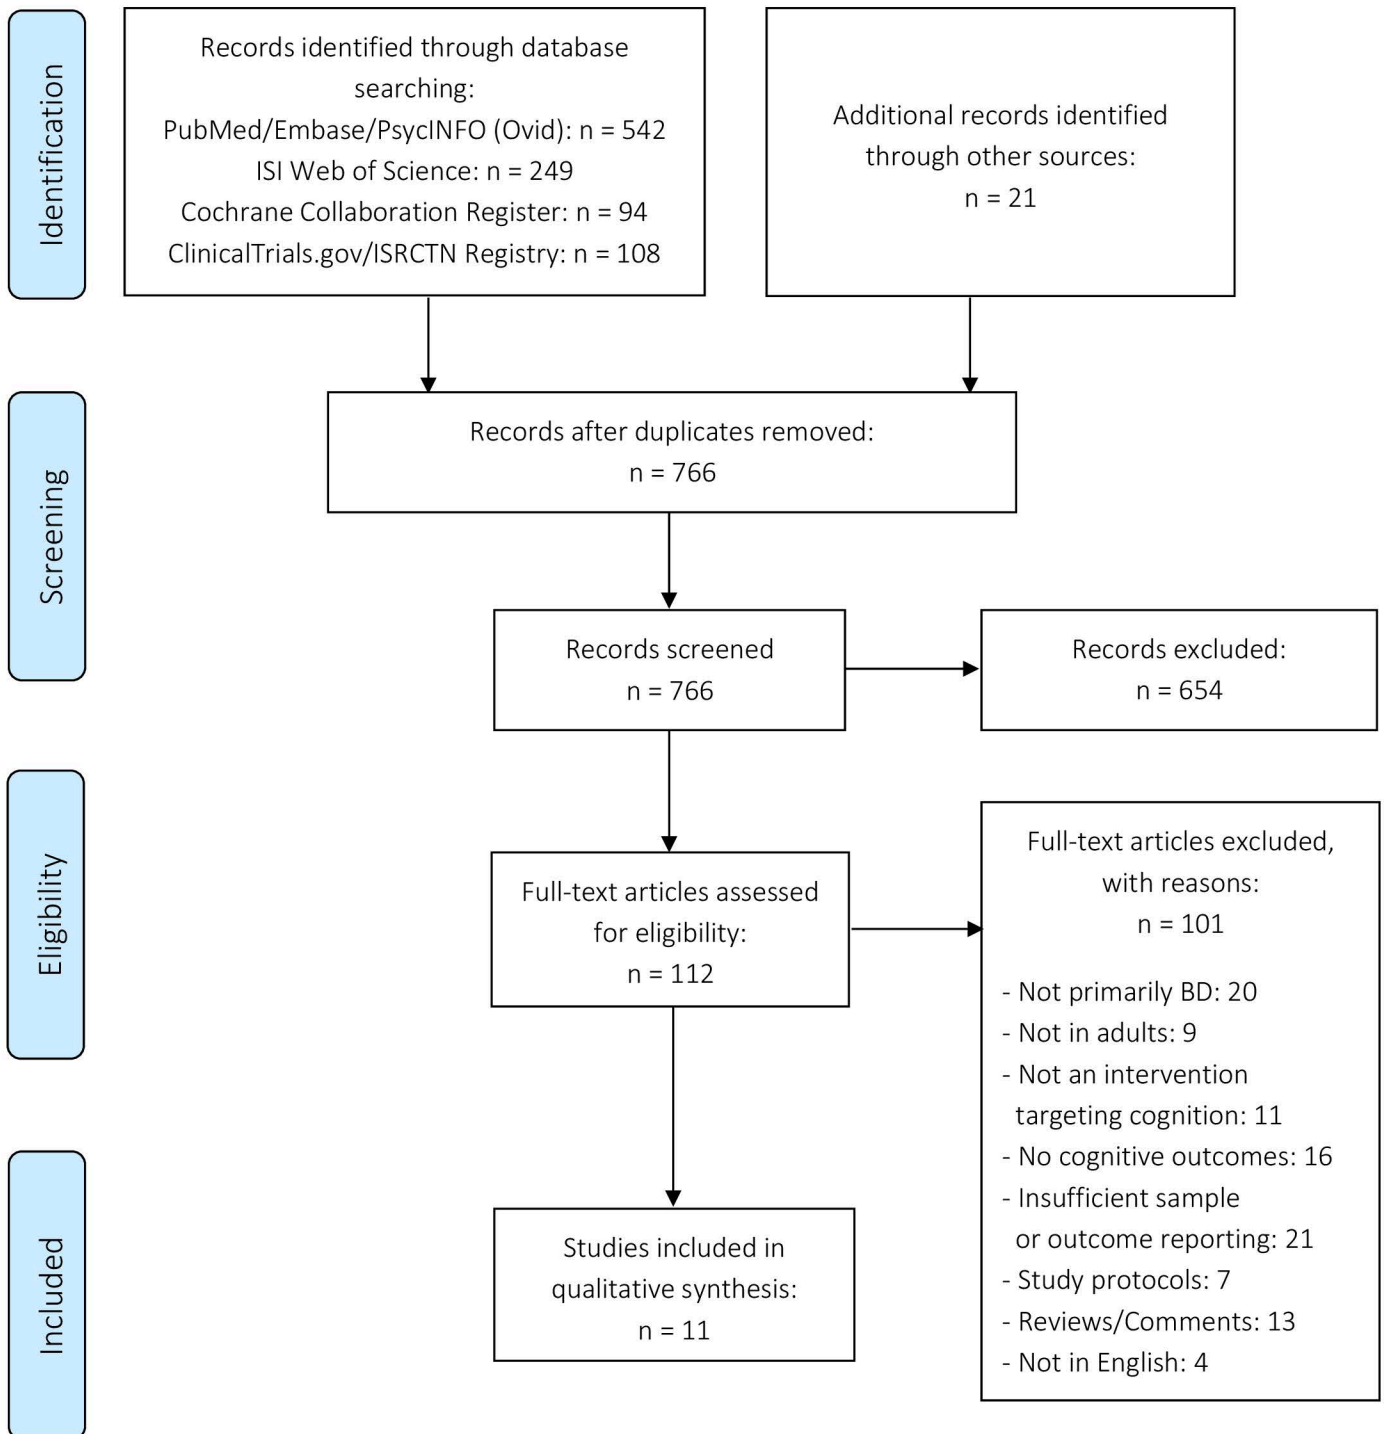 Identification
Records identified through database
searching:
PubMed/Embase/PsycINFO (Ovid): n = 542
ISI Web of Science: n = 249
Cochrane Collaboration Register: n = 94
ClinicalTrials.gov/ISRCTN Registry: n = 108
Additional records identified
through other sources:
n = 21
Screening
Records after duplicates removed:
n = 766
Records screened
n = 766
Records excluded:
n = 654
Eligibility
Full-text articles assessed
for eligibility:
n = 112
Full-text articles excluded,
with reasons:
n = 101
- Not primarily BD: 20
- Not in adults: 9
- Not an intervention
targeting cognition: 11
- No cognitive outcomes: 16
- Insufficient sample
or outcome reporting: 21
- Study protocols: 7
- Reviews/Comments: 13
- Not in English: 4
Included
Studies included in
qualitative synthesis:
n = 11